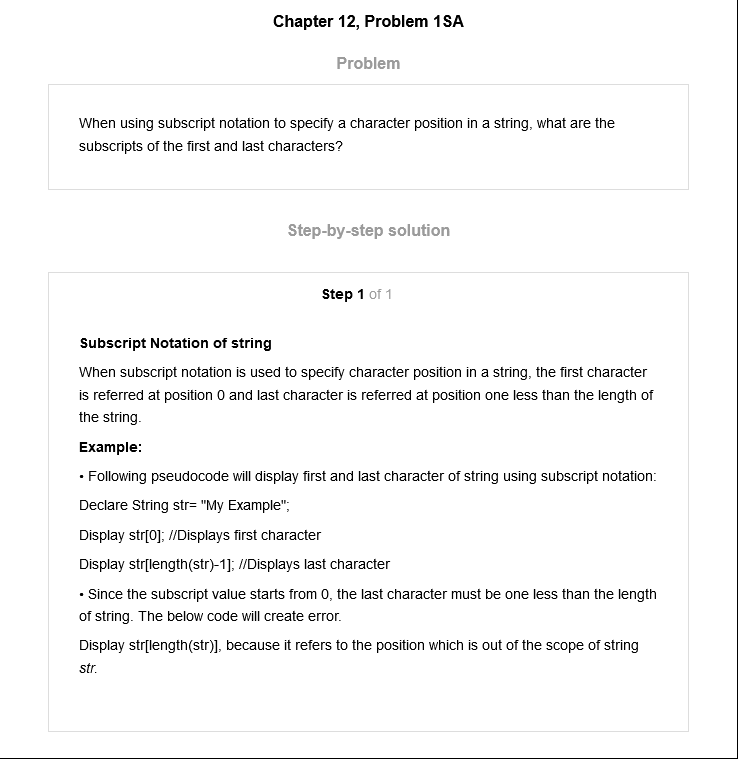 Chapter 12, Problem 1SA
Problem
When using subscript notation to specify a character position in a string, what are the
subscripts of the first and last characters?
Step-by-step solution
Step 1 of 1
Subscript Notation of string
When subscript notation is used to specify character position in a string, the first character
is referred at position 0 and last character is referred at position one less than the length of
the string.
Example:
• Following pseudocode will display first and last character of string using subscript notation:
Declare String str= "My Example";
Display str[0]; //Displays first character
Display str[length(str)-1]; //Displays last character
• Since the subscript value starts from 0, the last character must be one less than the length
of string. The below code will create error.
Display str[length(str)], because it refers to the position which is out of the scope of string
str.